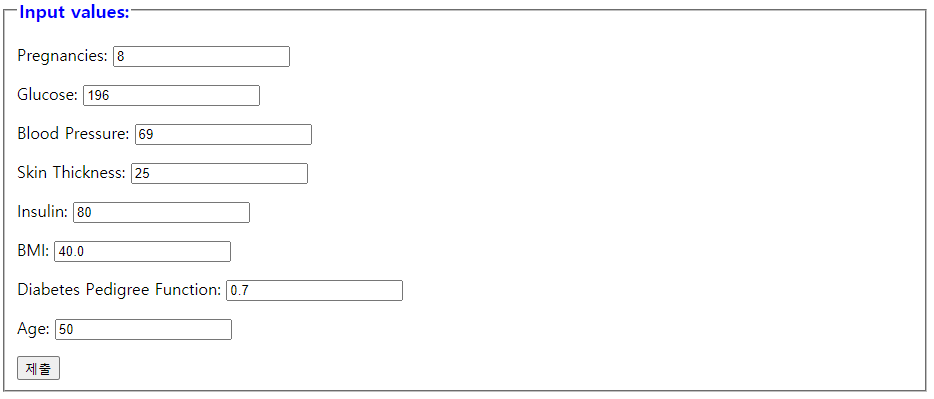 Input values:
Pregnancies: 8
Glucose: 196
Blood Pressure: 69
Skin Thickness: 25
Insulin: 80
BMI: 40.0
Diabetes Pedigree Function: 0.7
Age: 50
제출